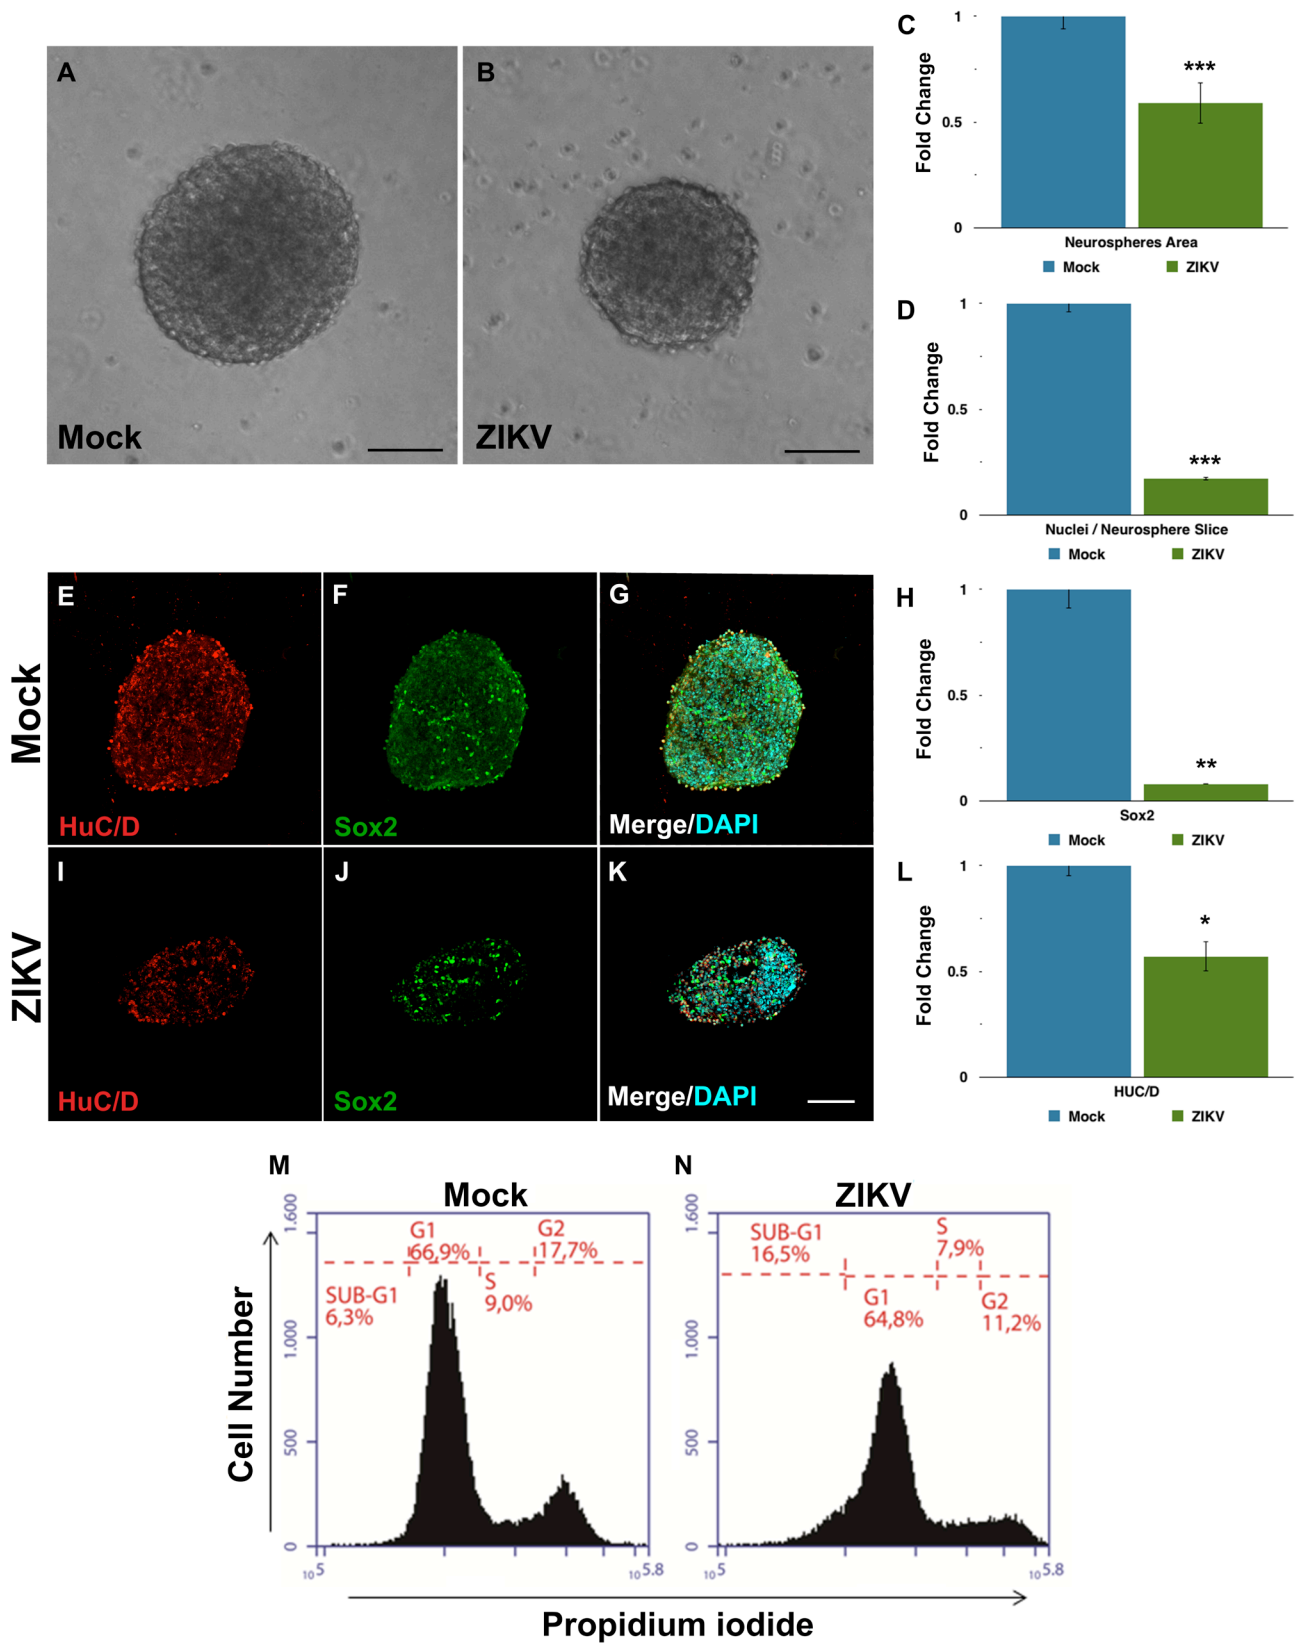 A
Mock
B
ZIKV
C
Fold Change
1
0.5
0
***
Neurospheres Area
Mock ZIKV
D
Fold Change
1
0.5
0
***
Nuclei / Neurosphere Slice
Mock ZIKV
Mock
E
HuC/D
F
Sox2
G
Merge/DAPI
H
Fold Change
1
0.5
0
**
Sox2
Mock ZIKV
ZIKV
I
HuC/D
J
Sox2
K
Merge/DAPI
L
Fold Change
1
0.5
0
*
HUC/D
Mock ZIKV
M
Mock
Cell Number
1.600
1.000
500
0
SUB-G1
6,3%
G1
66,9%
S
9,0%
G2
17,7%
10 5
10 5.8
N
ZIKV
1.600
1.000
500
0
SUB-G1
16,5%
G1
64,8%
S
7,9%
G2
11,2%
10 5
10 5.8
Propidium iodide